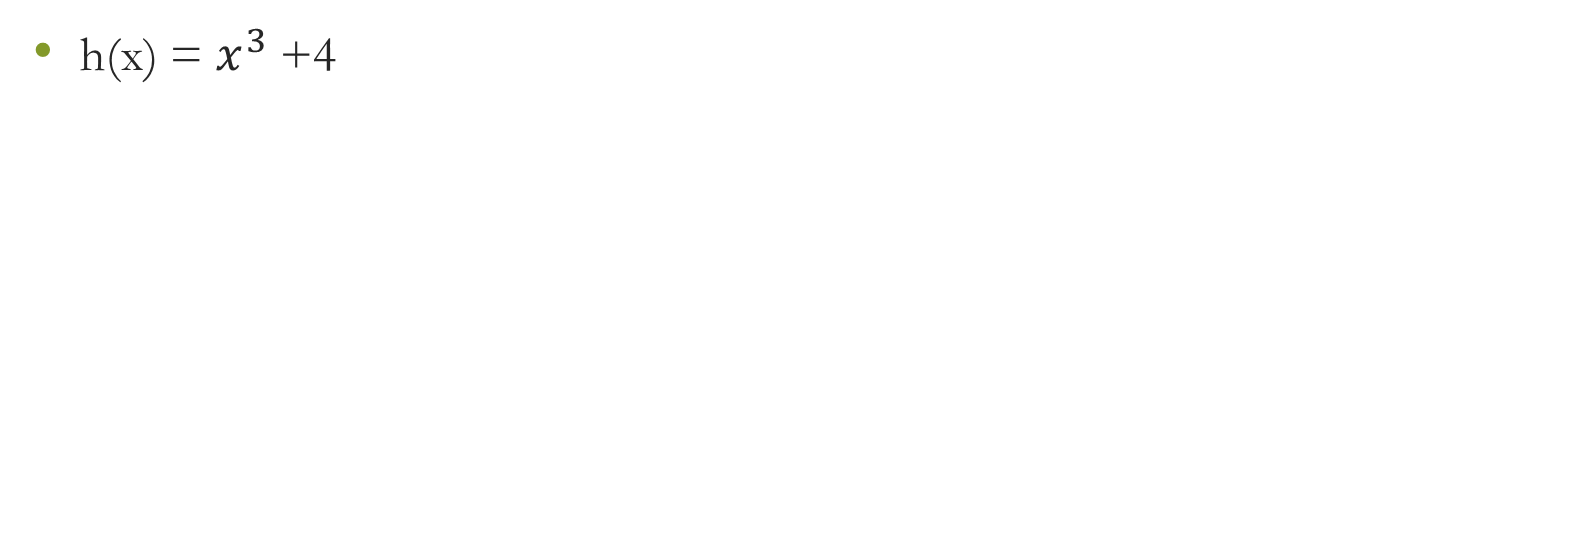 • h(x) = x³ +4